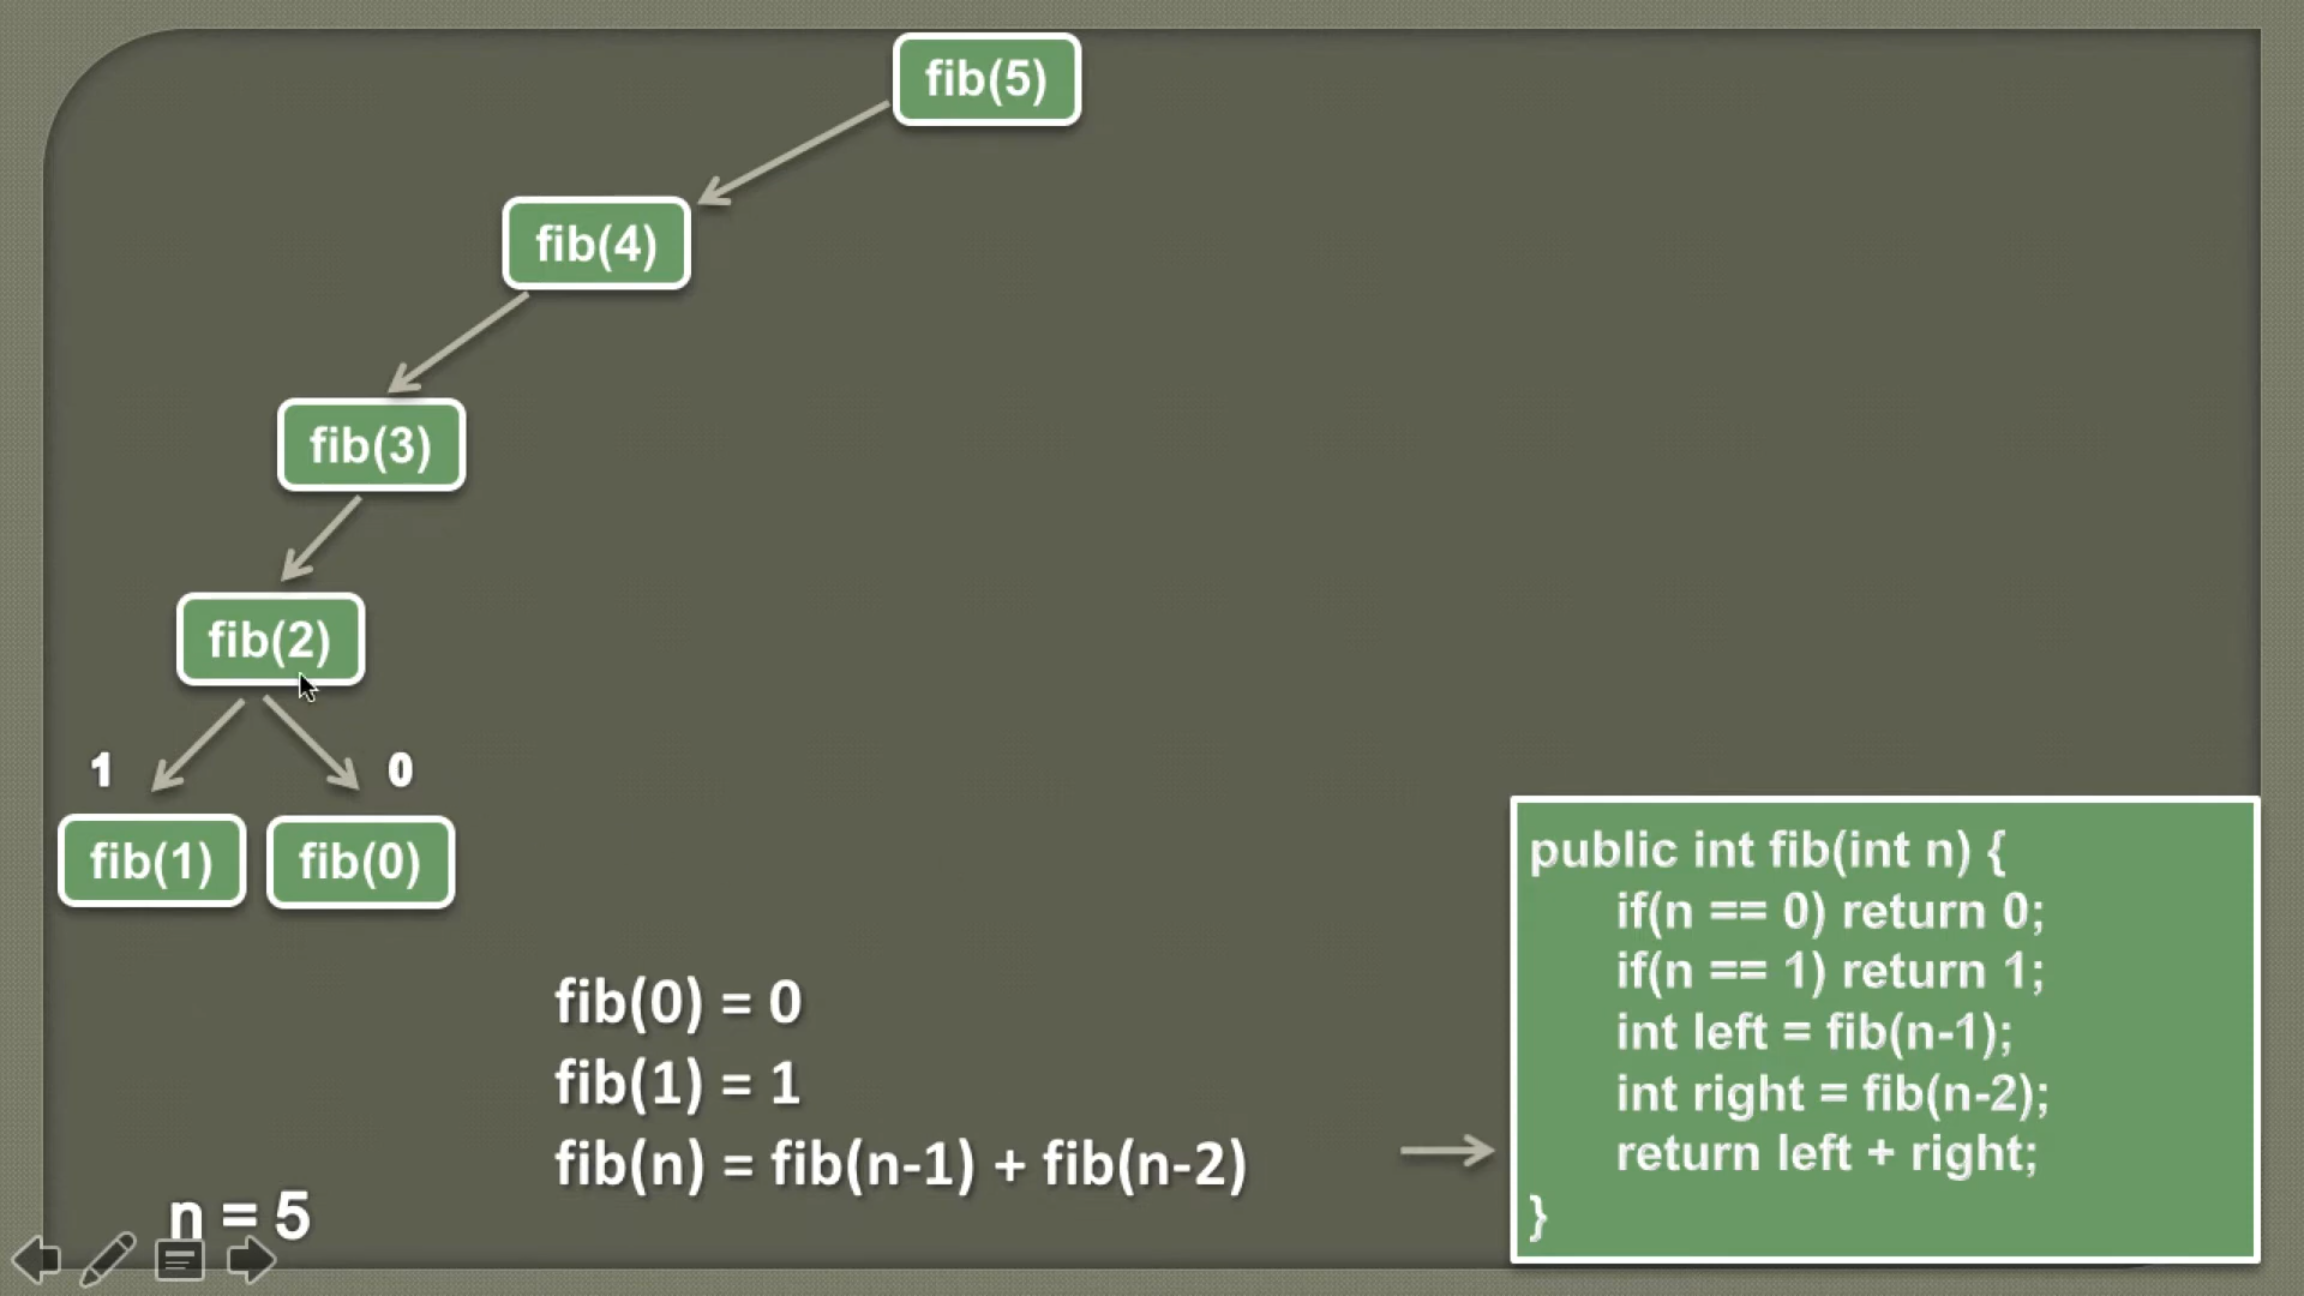 fib(5)
fib(4)
fib(3)
fib(2)
1
0
fib(1)
fib(0)
fib(0) = 0
fib(1) = 1
fib(n) = fib(n-1) + fib(n-2)
n = 5
public int fib(int n) {
if(n == 0) return 0;
if(n == 1) return 1;
int left = fib(n-1);
int right = fib(n-2);
return left + right;
}